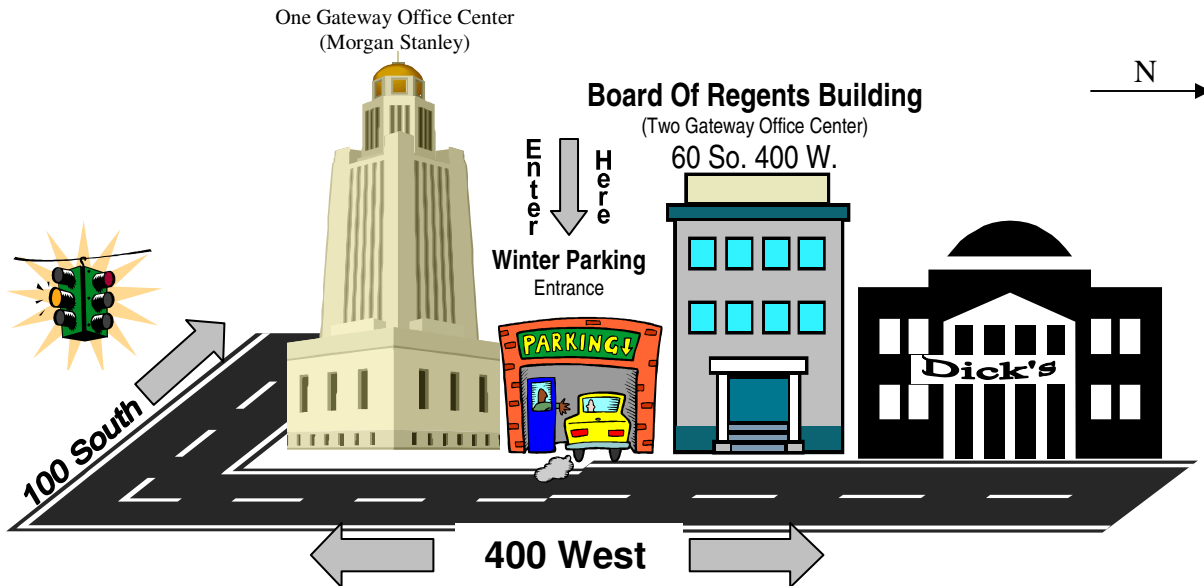 One Gateway Office Center
(Morgan Stanley)
N
Board Of Regents Building
(Two Gateway Office Center)
60 So. 400 W.
Enter
Here
Winter Parking
Entrance
PARKING↓
Dick's
100 South
400 West